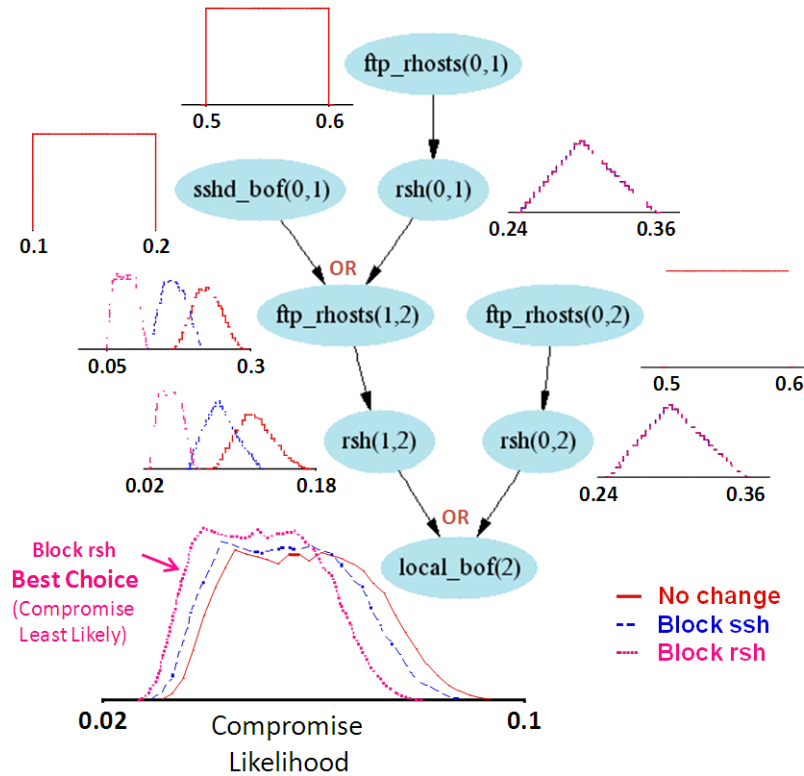 ftp_rhosts(0,1)
0.5
0.6
sshd_bof(0,1)
rsh(0,1)
0.1
0.2
0.24
0.36
OR
ftp_rhosts(1,2)
ftp_rhosts(0,2)
0.05
0.3
0.5
0.6
rsh(1,2)
rsh(0,2)
0.02
0.18
0.24
0.36
OR
local_bof(2)
Block rsh
Best Choice
(Compromise
Least Likely)
No change
Block ssh
Block rsh
0.02
0.1
Compromise
Likelihood